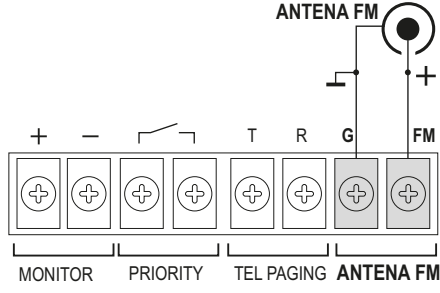 ANTENA FM
+
+ − T R G FM
MONITOR PRIORITY TEL PAGING ANTENA FM